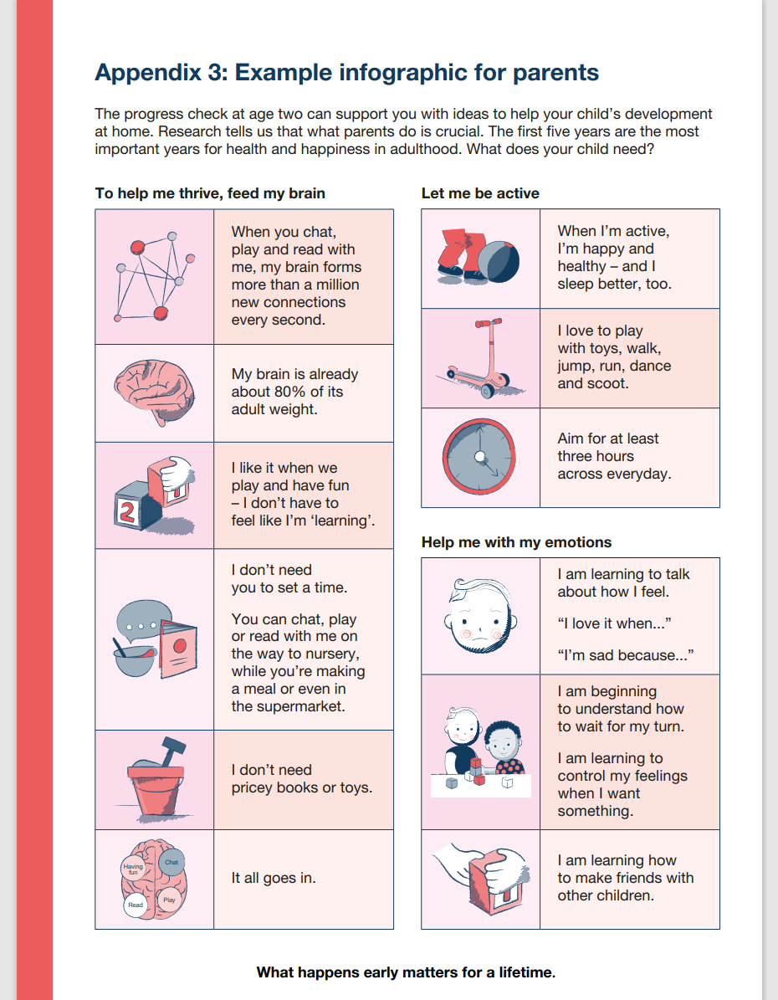 Appendix 3: Example infographic for parents
The progress check at age two can support you with ideas to help your child’s development
at home. Research tells us that what parents do is crucial. The first five years are the most
important years for health and happiness in adulthood. What does your child need?
To help me thrive, feed my brain
When you chat,
play and read with
me, my brain forms
more than a million
new connections
every second.
My brain is already
about 80% of its
adult weight.
2
I like it when we
play and have fun
– I don’t have to
feel like I’m ‘learning’.
I don’t need
you to set a time.
You can chat, play
or read with me on
the way to nursery,
while you’re making
a meal or even in
the supermarket.
I don’t need
pricey books or toys.
Having
fun
Chat
Read
Play
It all goes in.
Let me be active
When I’m active,
I’m happy and
healthy – and I
sleep better, too.
I love to play
with toys, walk,
jump, run, dance
and scoot.
Aim for at least
three hours
across everyday.
Help me with my emotions
I am learning to talk
about how I feel.
“I love it when...”
“I’m sad because...”
I am beginning
to understand how
to wait for my turn.
I am learning to
control my feelings
when I want
something.
I am learning how
to make friends with
other children.
What happens early matters for a lifetime.